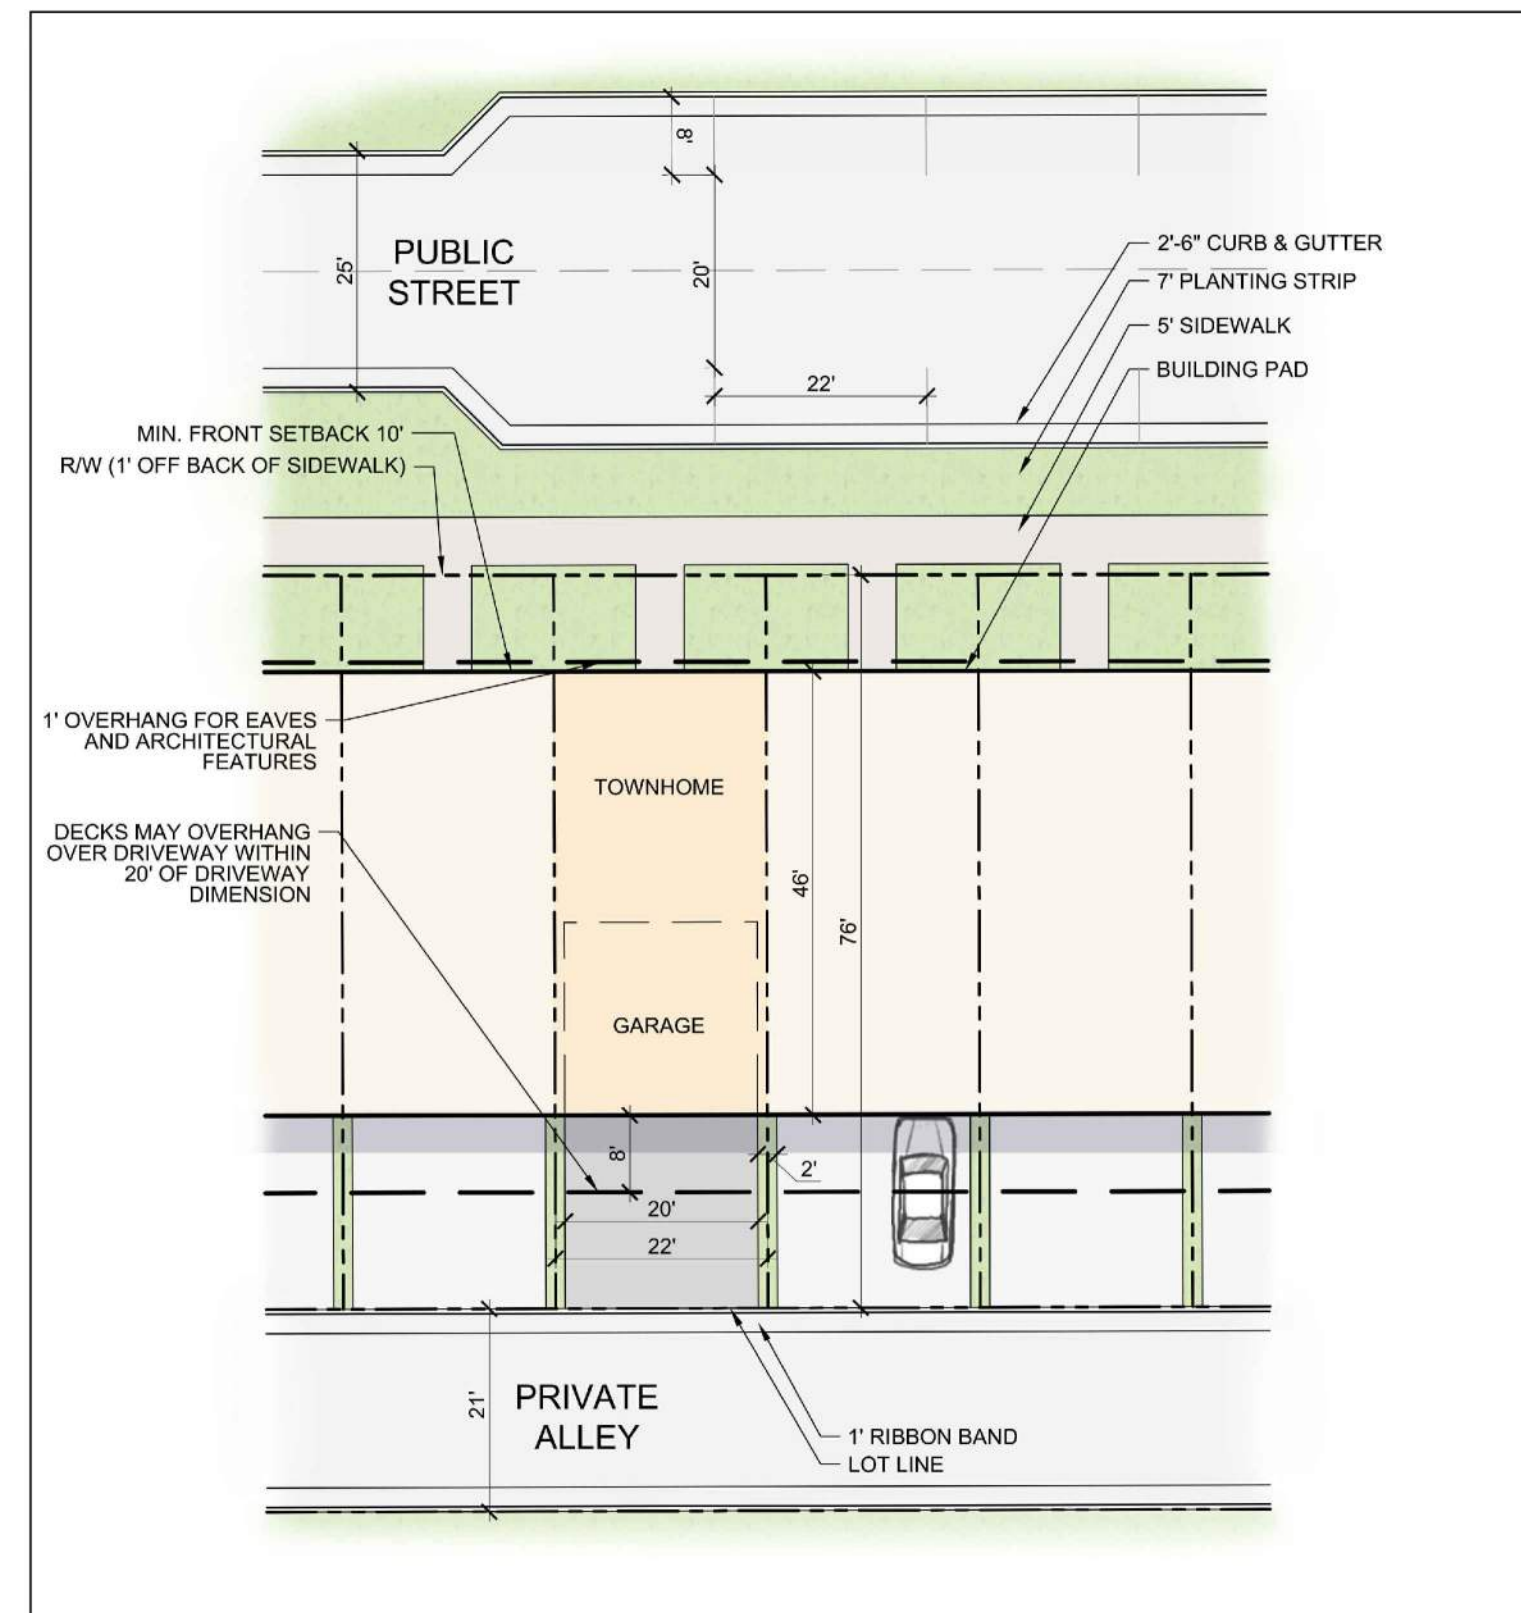 8'
PUBLIC
STREET
25'
20'
2'-6" CURB & GUTTER
7' PLANTING STRIP
5' SIDEWALK
BUILDING PAD
22'
MIN. FRONT SETBACK 10'
R/W (1' OFF BACK OF SIDEWALK)
1' OVERHANG FOR EAVES
AND ARCHITECTURAL
FEATURES
TOWNHOME
DECKS MAY OVERHANG
OVER DRIVEWAY WITHIN
20' OF DRIVEWAY
DIMENSION
46'
76'
GARAGE
8'
2'
20'
22'
21'
PRIVATE
ALLEY
1' RIBBON BAND
LOT LINE